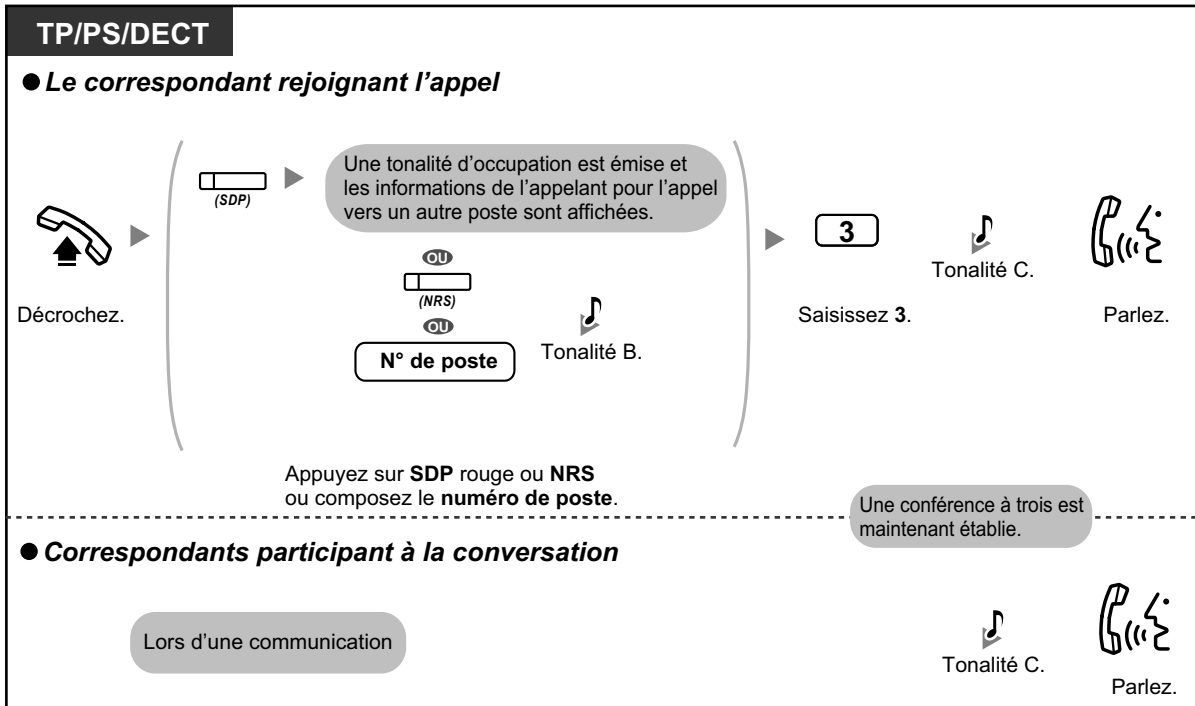 TP/PS/DECT
● Le correspondant rejoignant l'appel
Une tonalité d'occupation est émise et
les informations de l'appelant pour l'appel
vers un autre poste sont affichées.
(SDP)
OU
(NRS)
OU
N° de poste
Tonalité B.
Décrochez.
3
Saisissez 3.
Tonalité C.
Parlez.
Appuyez sur SDP rouge ou NRS
ou composez le numéro de poste.
Une conférence à trois est
maintenant établie.
● Correspondants participant à la conversation
Lors d'une communication
Tonalité C.
Parlez.